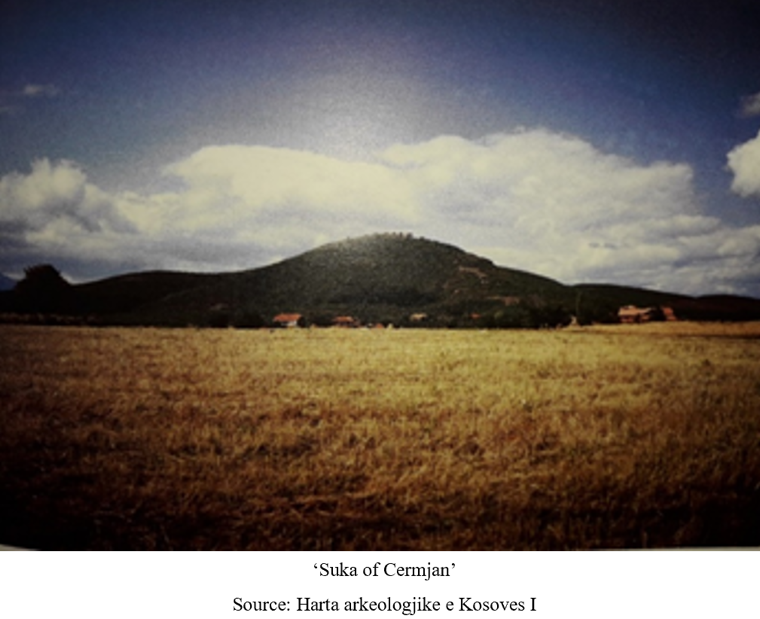 ‘Suka of Cermjan’
Source: Harta arkeologjike e Kosoves I